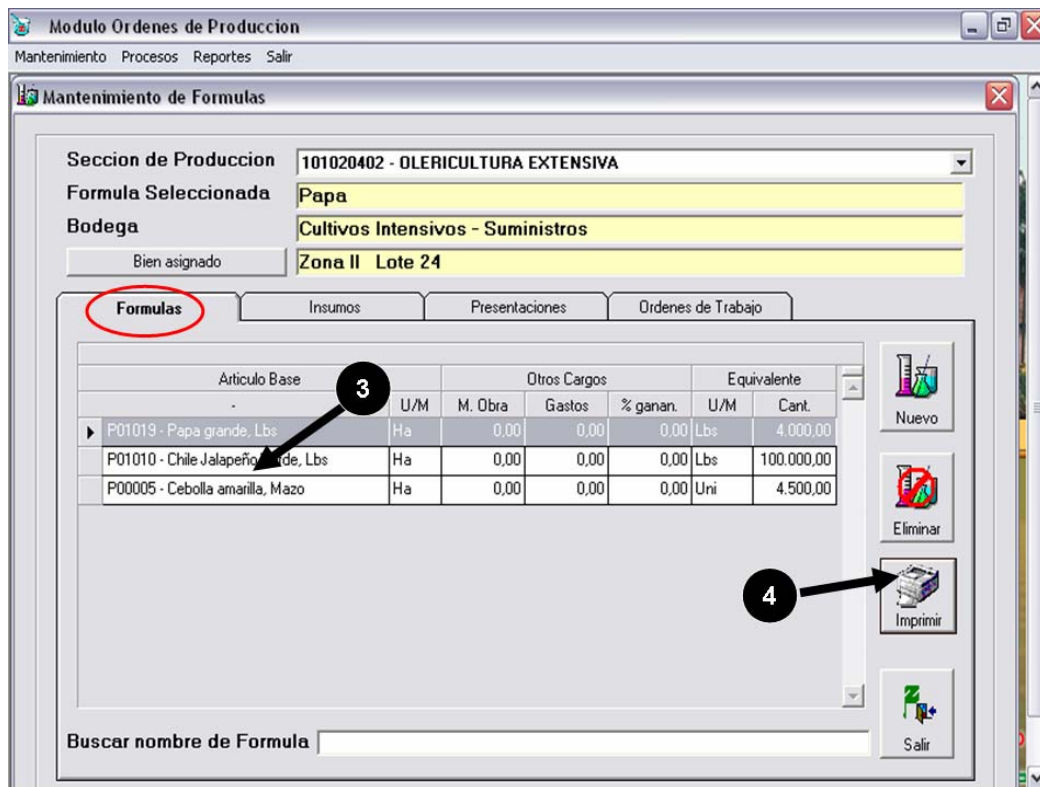 Modulo Ordenes de Produccion
Mantenimiento Procesos Reportes Salir
Mantenimiento de Formulas
Seccion de Produccion 101020402 - OLERICULTURA EXTENSIVA
Formula Seleccionada Papa
Bodega Cultivos Intensivos - Suministros
Bien asignado Zona II Lote 24
Formulas Insumos Presentaciones Ordenes de Trabajo
Articulo Base Otros Cargos Equivalente
- U/M M. Obra Gastos % ganan. U/M Cant.
P01019 - Papa grande, Lbs Ha 0,00 0,00 0,00 Lbs 4.000,00
P01010 - Chile Jalapeño Lbs Ha 0,00 0,00 0,00 Lbs 100.000,00
P00005 - Cebolla amarilla, Mazo Ha 0,00 0,00 0,00 Uni 4.500,00
3
Nuevo
Eliminar
4
Imprimir
Salir
Buscar nombre de Formula